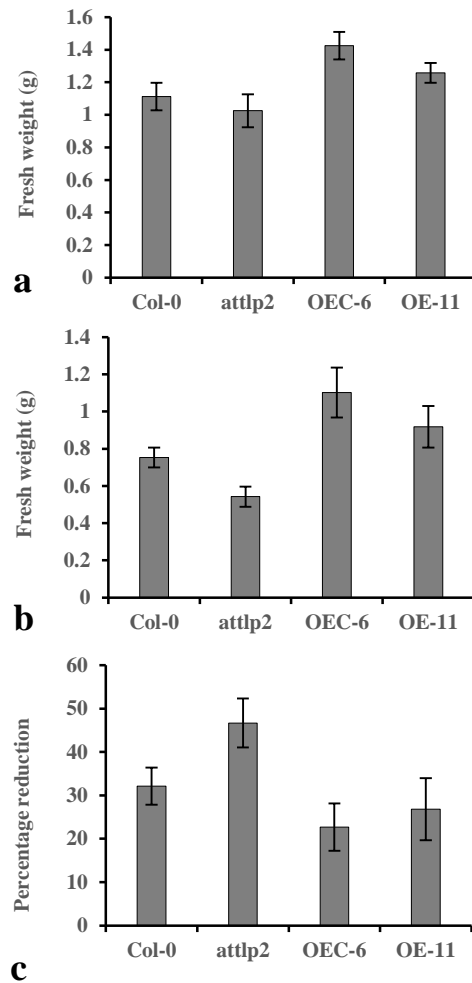 Fresh weight (g)
1.6
1.4
1.2
1
0.8
0.6
0.4
0.2
0
Col-0 attlp2 OEC-6 OE-11
a
Fresh weight (g)
1.4
1.2
1
0.8
0.6
0.4
0.2
0
Col-0 attlp2 OEC-6 OE-11
b
Percentage reduction
60
50
40
30
20
10
0
Col-0 attlp2 OEC-6 OE-11
c